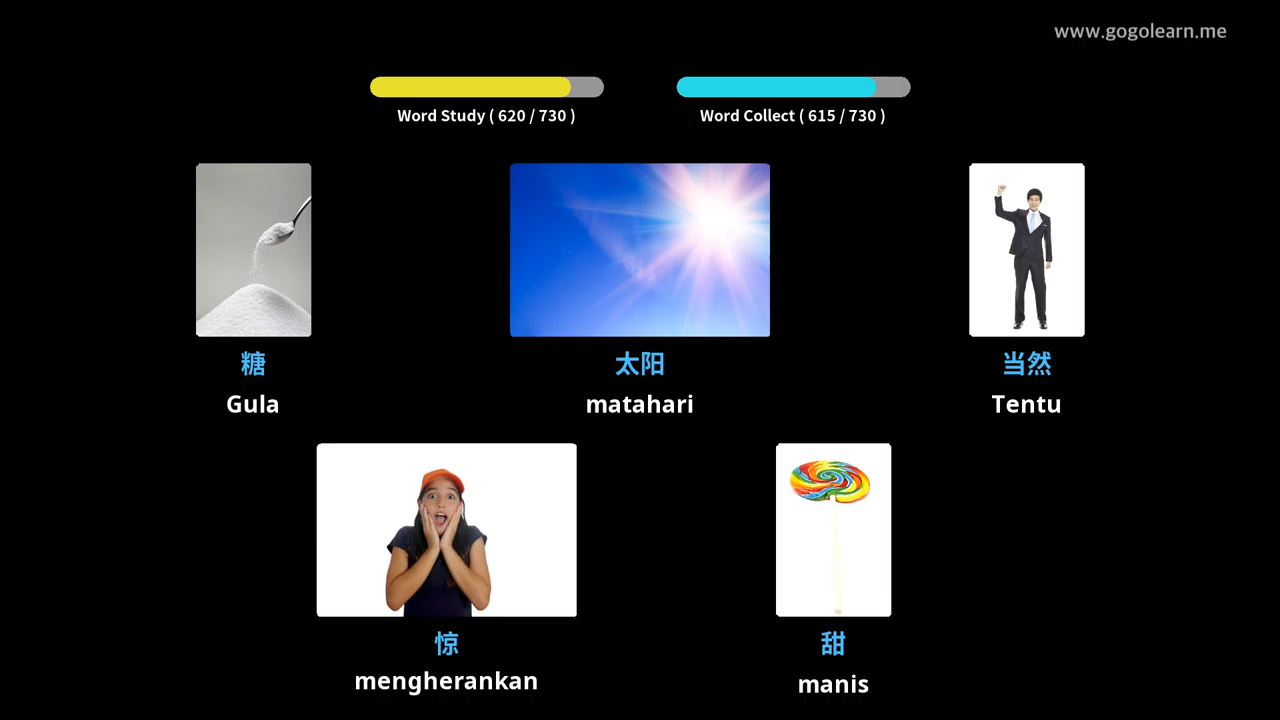 www.gogolearn.me
Word Study ( 620 / 730 )
Word Collect ( 615 / 730 )
糖
Gula
太阳
matahari
当然
Tentu
惊
mengherankan
甜
manis